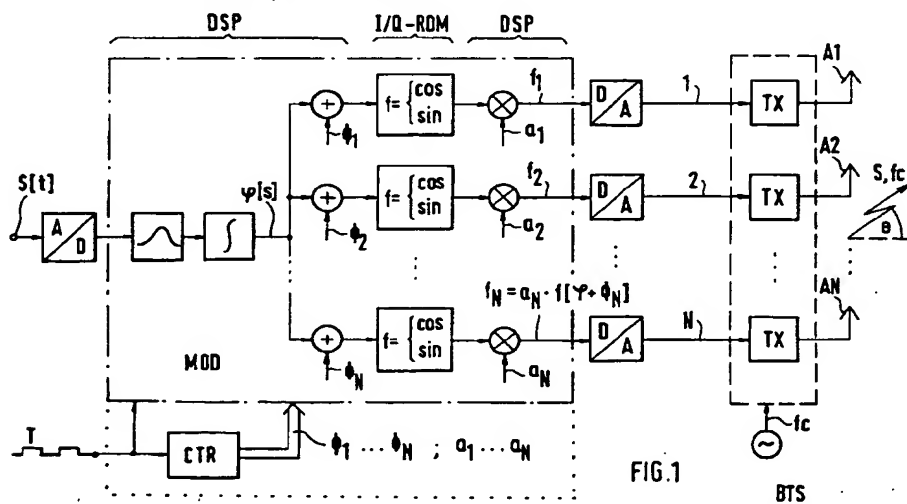 DSP I/Q-ROM DSP
A1
f= { cos sin
f1
D/A
1
TX
ϕ1
a1
A2
S[t]
φ[s]
f= { cos sin
f2
D/A
2
TX
S, fc
A/D
∫
ϕ2
a2
θ
AN
fN = aN · f[φ+ϕN]
f= { cos sin
D/A
N
TX
MOD
ϕN
aN
fc
T
CTR
ϕ1 ... ϕN ; a1 ... aN
FIG.1
BTS